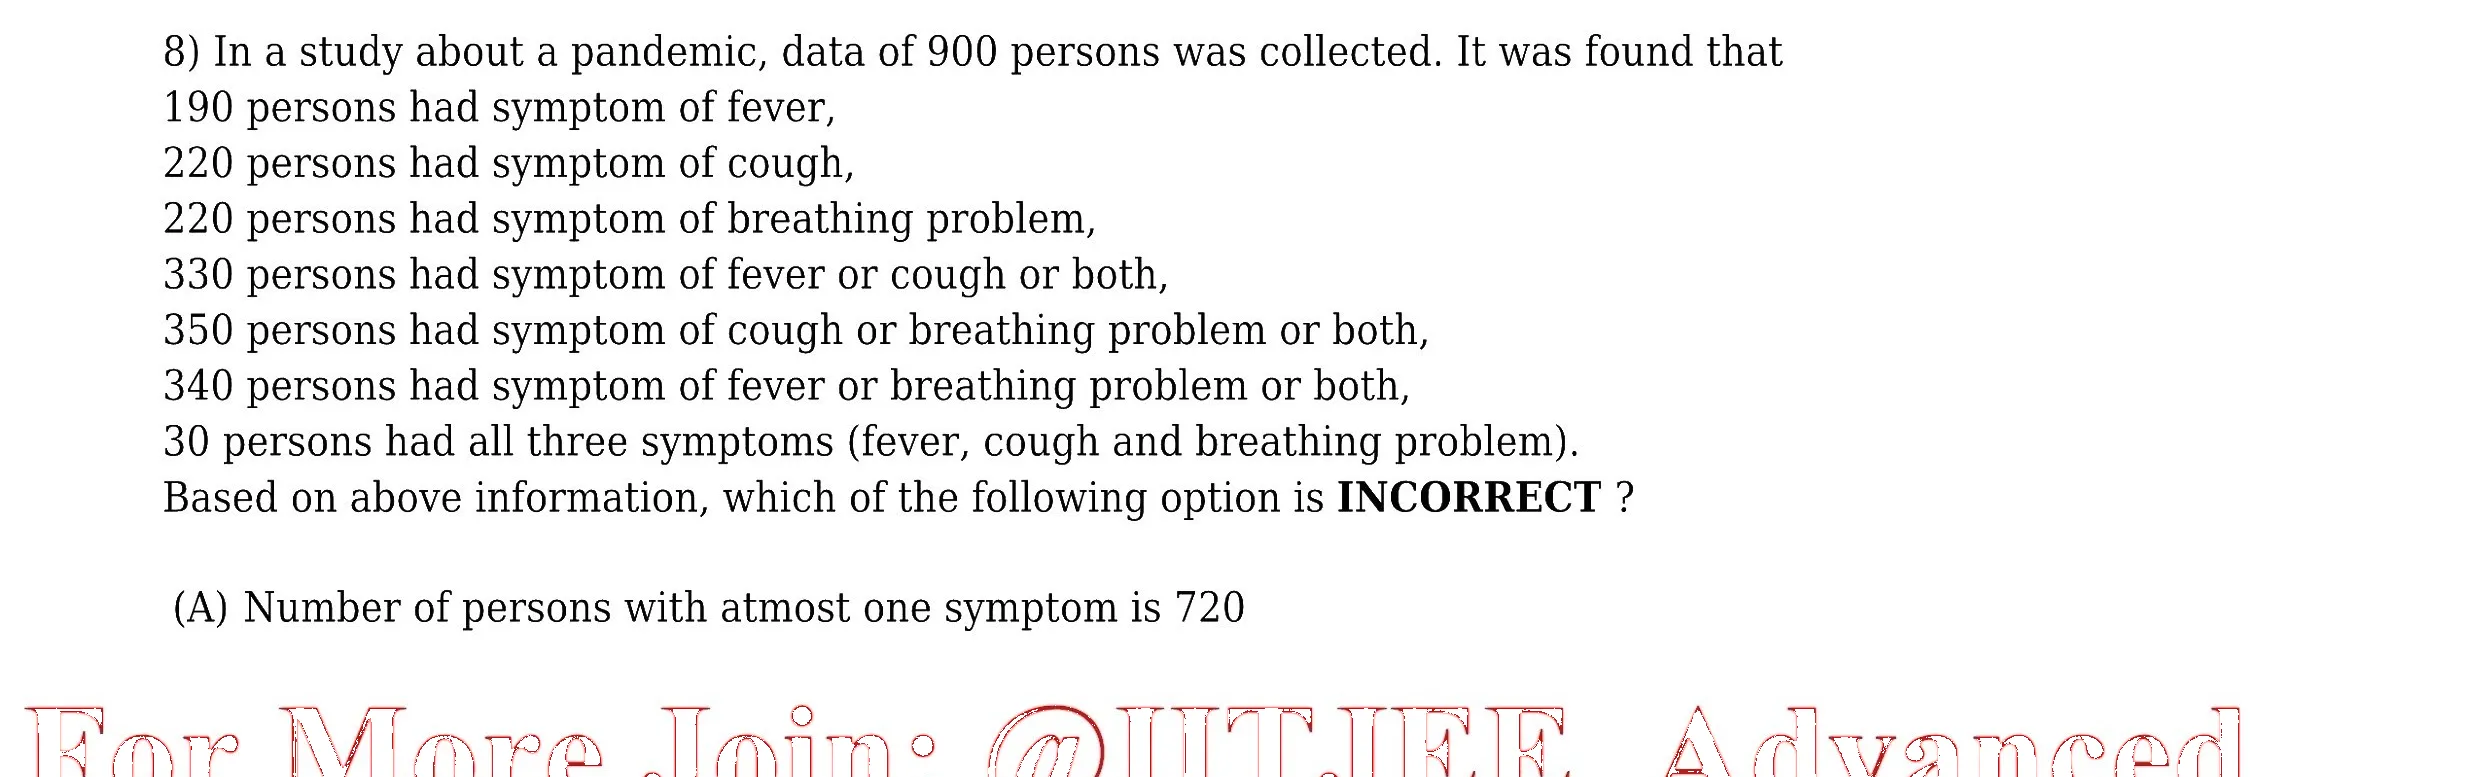 8) In a study about a pandemic, data of 900 persons was collected. It was found that
190 persons had symptom of fever,
220 persons had symptom of cough,
220 persons had symptom of breathing problem,
330 persons had symptom of fever or cough or both,
350 persons had symptom of cough or breathing problem or both,
340 persons had symptom of fever or breathing problem or both,
30 persons had all three symptoms (fever, cough and breathing problem).
Based on above information, which of the following option is INCORRECT ?
(A) Number of persons with atmost one symptom is 720
For More Join: @IITJEE_Advanced